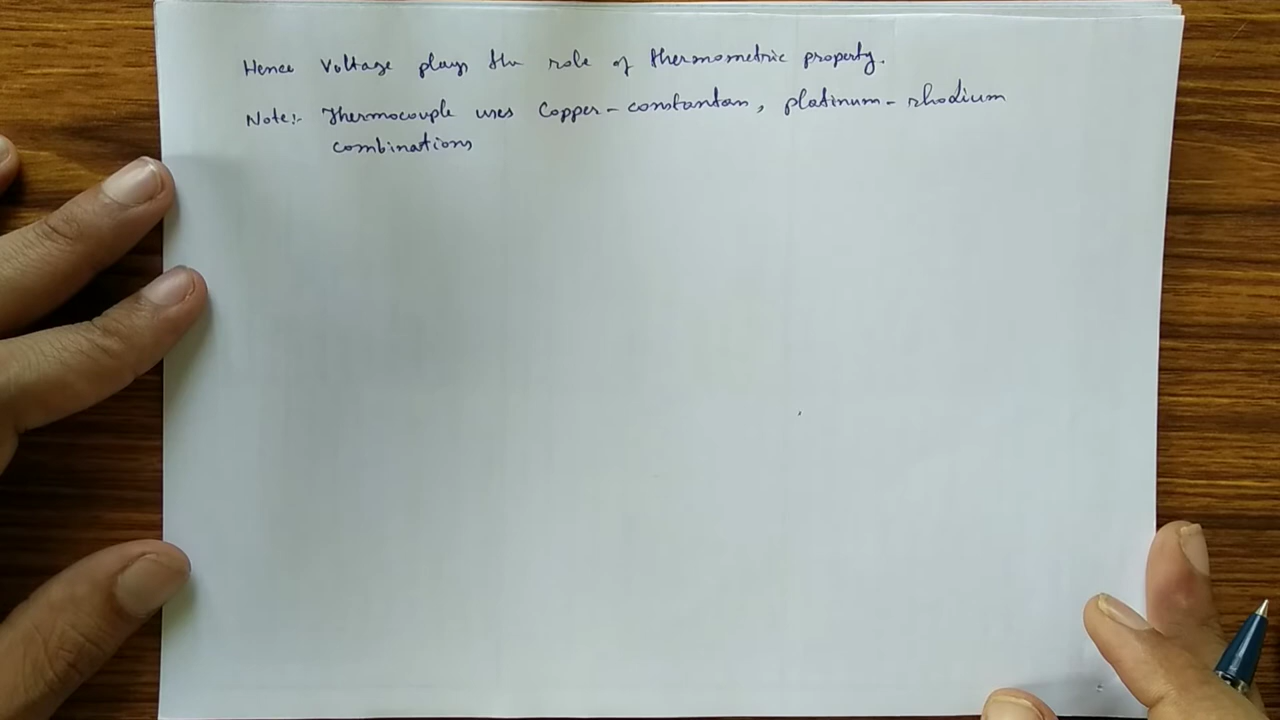 Hence Voltage plays the role of thermometric property.
Note:- Thermocouple uses Copper-constantan, platinum-rhodium
combinations